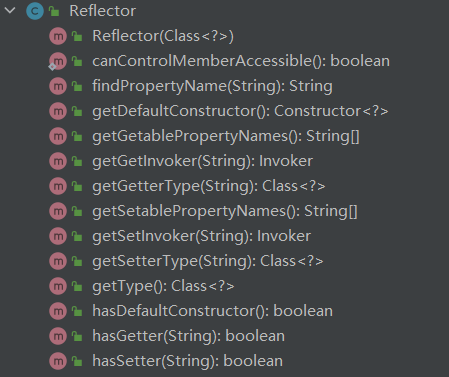 Reflector
Reflector(Class<?>)
canControlMemberAccessible(): boolean
findPropertyName(String): String
getDefaultConstructor(): Constructor<?>
getGetablePropertyNames(): String[]
getGetInvoker(String): Invoker
getGetterType(String): Class<?>
getSetablePropertyNames(): String[]
getSetInvoker(String): Invoker
getSetterType(String): Class<?>
getType(): Class<?>
hasDefaultConstructor(): boolean
hasGetter(String): boolean
hasSetter(String): boolean